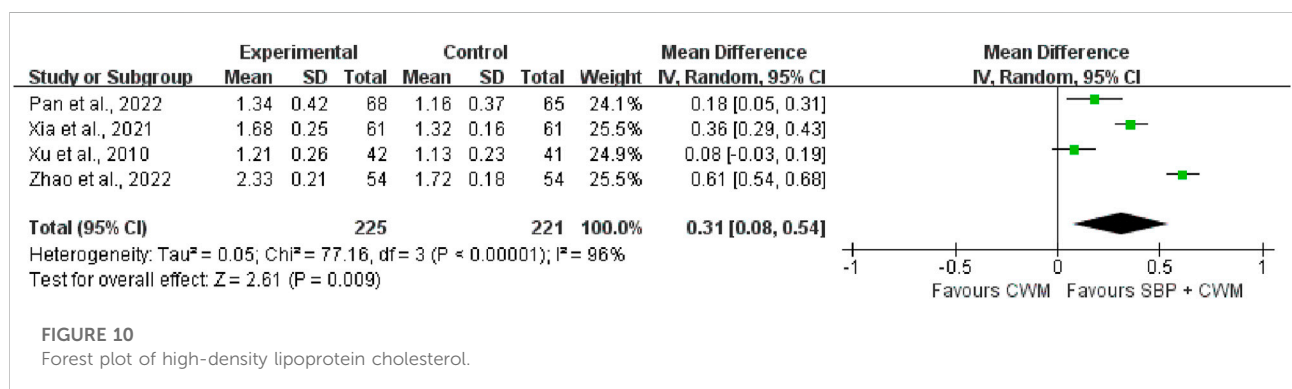 Experimental Control Mean Difference Mean Difference
Study or Subgroup Mean SD Total Mean SD Total Weight IV, Random, 95% CI IV, Random, 95% CI
Pan et al., 2022 1.34 0.42 68 1.16 0.37 65 24.1% 0.18 [0.05, 0.31]
Xia et al., 2021 1.68 0.25 61 1.32 0.16 61 25.5% 0.36 [0.29, 0.43]
Xu et al., 2010 1.21 0.26 42 1.13 0.23 41 24.9% 0.08 [-0.03, 0.19]
Zhao et al., 2022 2.33 0.21 54 1.72 0.18 54 25.5% 0.61 [0.54, 0.68]
Total (95% CI) 225 221 100.0% 0.31 [0.08, 0.54]
Heterogeneity: Tau² = 0.05; Chi² = 77.16, df = 3 (P < 0.00001); I² = 96%
Test for overall effect: Z = 2.61 (P = 0.009)
-1 -0.5 0 0.5 1
Favours CWM Favours SBP + CWM
FIGURE 10
Forest plot of high-density lipoprotein cholesterol.